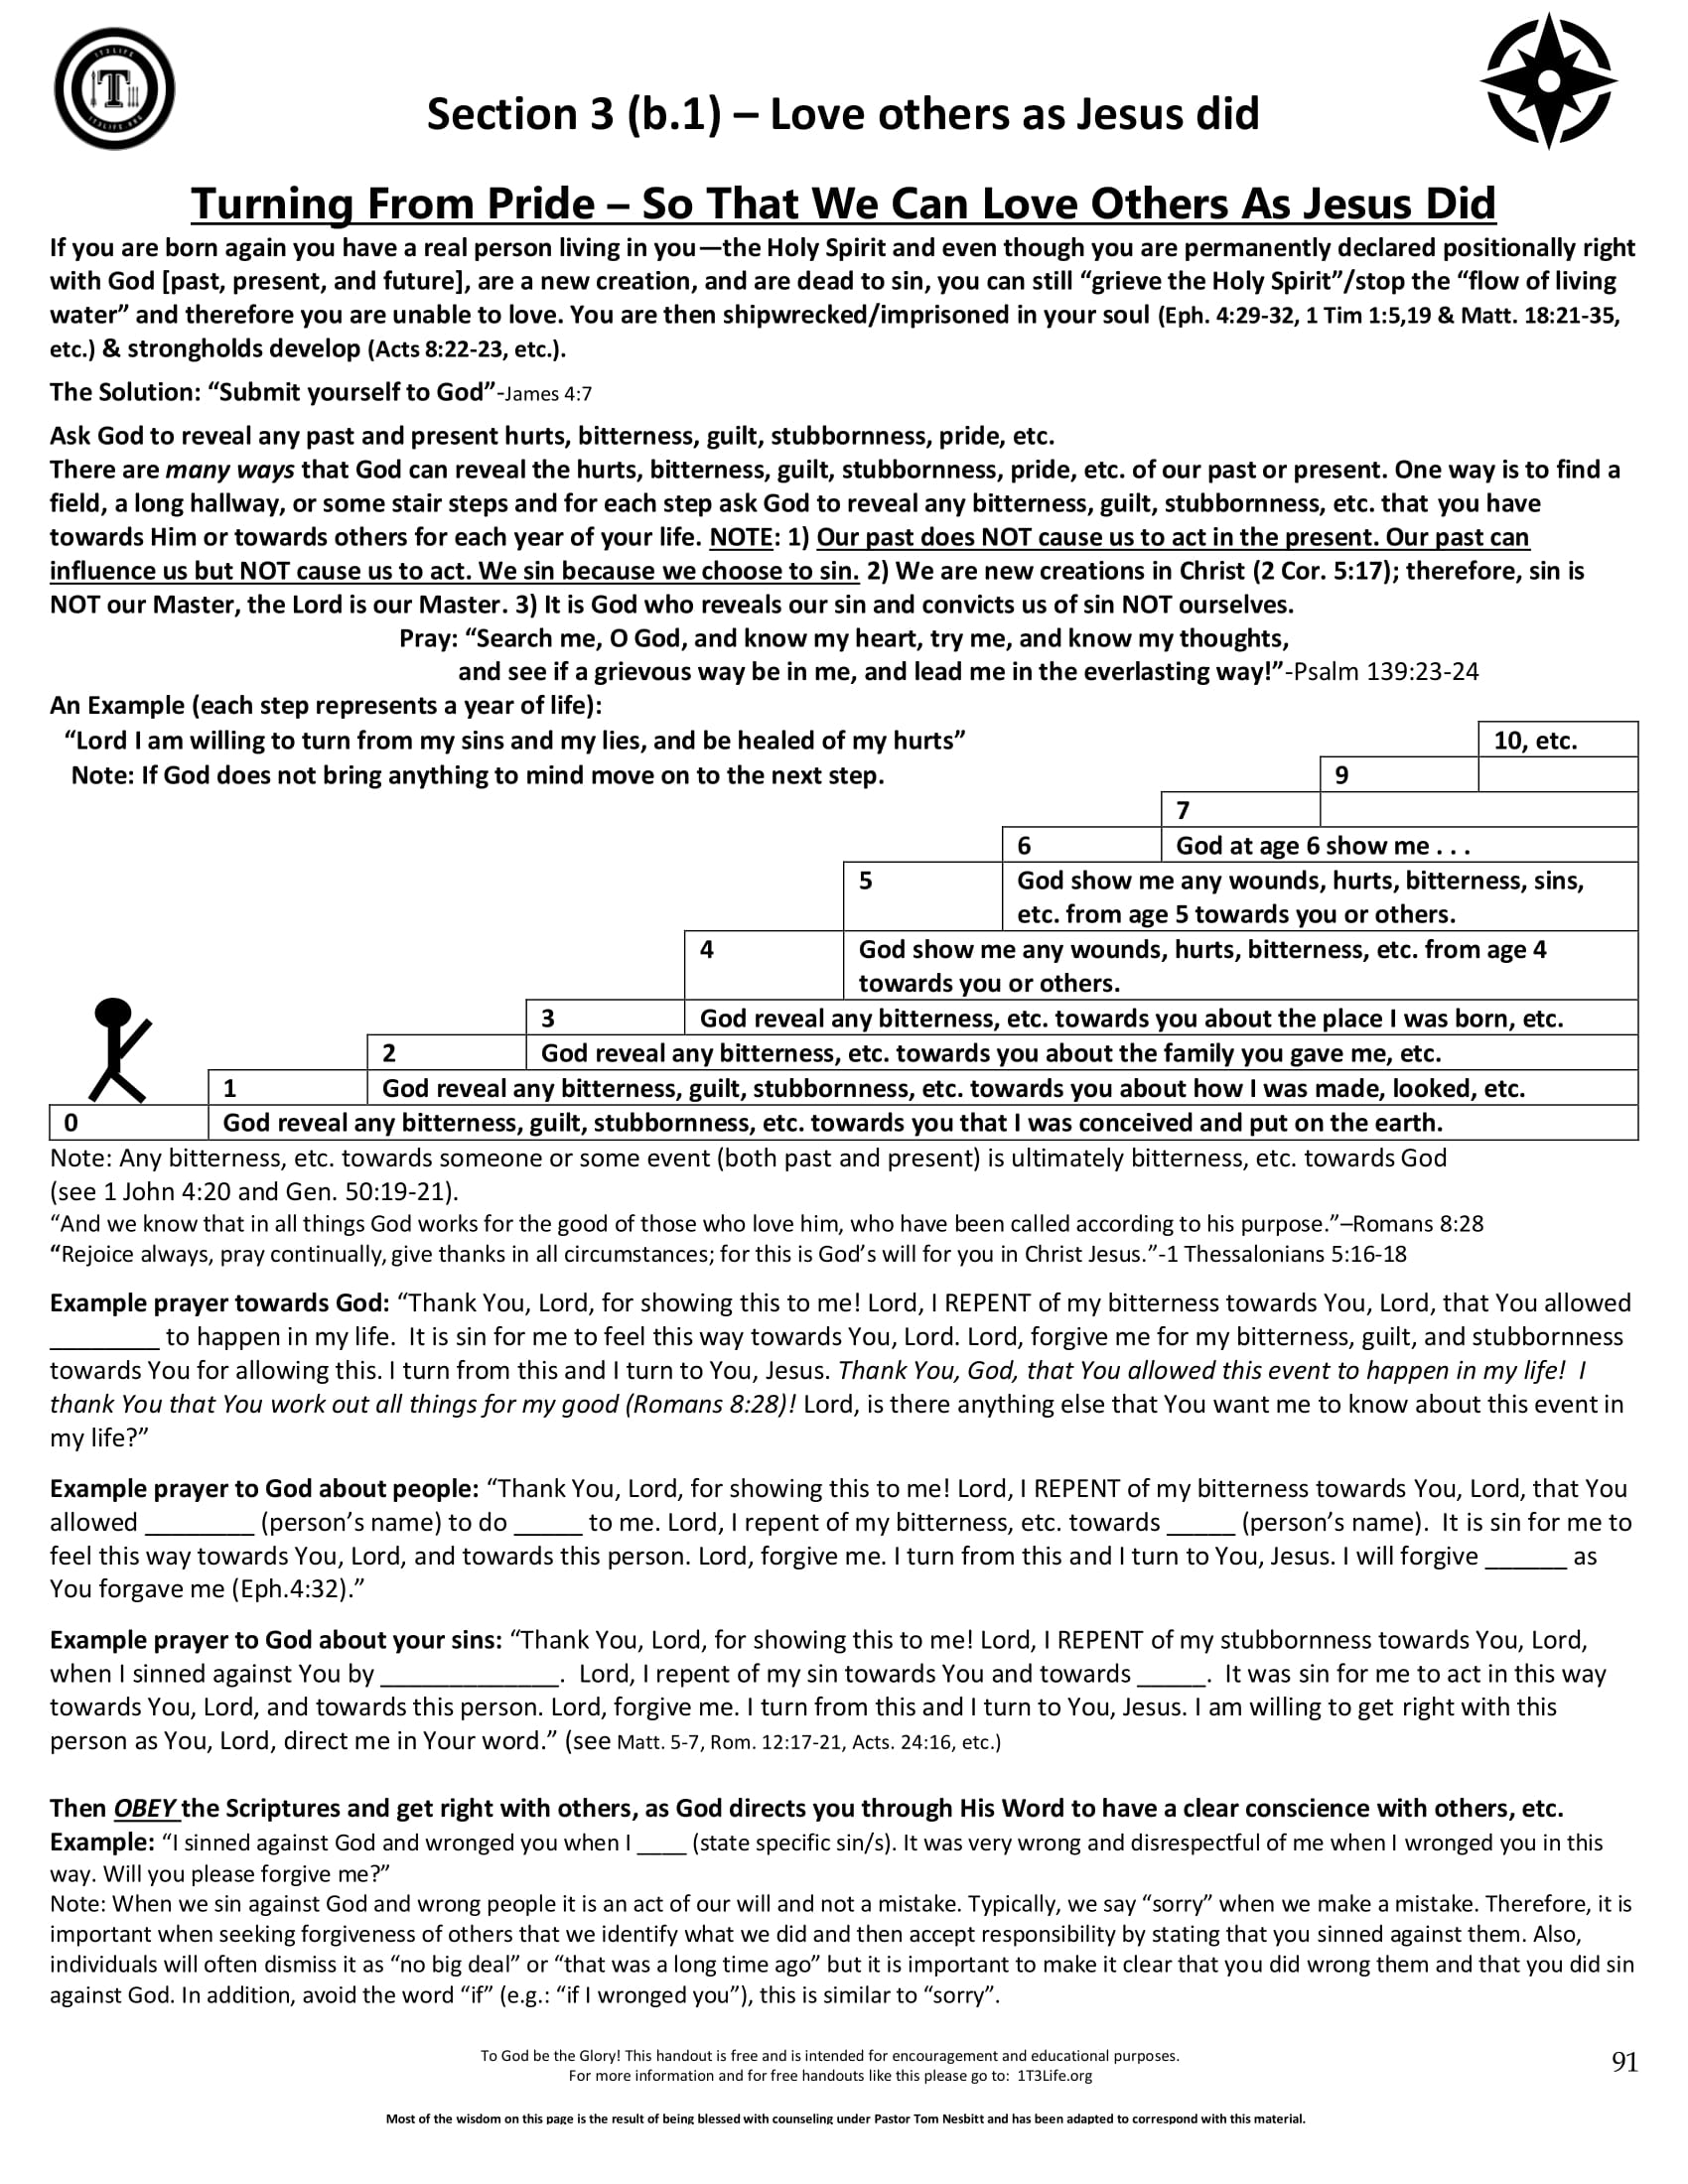 1T3LIFE
T
1T3LIFE.ORG
Section 3 (b.1) – Love others as Jesus did
Turning From Pride – So That We Can Love Others As Jesus Did
If you are born again you have a real person living in you—the Holy Spirit and even though you are permanently declared positionally right
with God [past, present, and future], are a new creation, and are dead to sin, you can still “grieve the Holy Spirit”/stop the “flow of living
water” and therefore you are unable to love. You are then shipwrecked/imprisoned in your soul (Eph. 4:29-32, 1 Tim 1:5,19 & Matt. 18:21-35,
etc.) & strongholds develop (Acts 8:22-23, etc.).
The Solution: “Submit yourself to God”-James 4:7
Ask God to reveal any past and present hurts, bitterness, guilt, stubbornness, pride, etc.
There are many ways that God can reveal the hurts, bitterness, guilt, stubbornness, pride, etc. of our past or present. One way is to find a
field, a long hallway, or some stair steps and for each step ask God to reveal any bitterness, guilt, stubbornness, etc. that you have
towards Him or towards others for each year of your life. NOTE: 1) Our past does NOT cause us to act in the present. Our past can
influence us but NOT cause us to act. We sin because we choose to sin. 2) We are new creations in Christ (2 Cor. 5:17); therefore, sin is
NOT our Master, the Lord is our Master. 3) It is God who reveals our sin and convicts us of sin NOT ourselves.
Pray: “Search me, O God, and know my heart, try me, and know my thoughts,
and see if a grievous way be in me, and lead me in the everlasting way!”-Psalm 139:23-24
An Example (each step represents a year of life):
“Lord I am willing to turn from my sins and my lies, and be healed of my hurts”
10, etc.
Note: If God does not bring anything to mind move on to the next step.
9
7
6
God at age 6 show me . . .
5
God show me any wounds, hurts, bitterness, sins,
etc. from age 5 towards you or others.
4
God show me any wounds, hurts, bitterness, etc. from age 4
towards you or others.
3
God reveal any bitterness, etc. towards you about the place I was born, etc.
2
God reveal any bitterness, etc. towards you about the family you gave me, etc.
1
God reveal any bitterness, guilt, stubbornness, etc. towards you about how I was made, looked, etc.
0
God reveal any bitterness, guilt, stubbornness, etc. towards you that I was conceived and put on the earth.
Note: Any bitterness, etc. towards someone or some event (both past and present) is ultimately bitterness, etc. towards God
(see 1 John 4:20 and Gen. 50:19-21).
“And we know that in all things God works for the good of those who love him, who have been called according to his purpose.”–Romans 8:28
“Rejoice always, pray continually, give thanks in all circumstances; for this is God’s will for you in Christ Jesus.”-1 Thessalonians 5:16-18
Example prayer towards God: “Thank You, Lord, for showing this to me! Lord, I REPENT of my bitterness towards You, Lord, that You allowed
________ to happen in my life. It is sin for me to feel this way towards You, Lord. Lord, forgive me for my bitterness, guilt, and stubbornness
towards You for allowing this. I turn from this and I turn to You, Jesus. Thank You, God, that You allowed this event to happen in my life! I
thank You that You work out all things for my good (Romans 8:28)! Lord, is there anything else that You want me to know about this event in
my life?”
Example prayer to God about people: “Thank You, Lord, for showing this to me! Lord, I REPENT of my bitterness towards You, Lord, that You
allowed ________ (person’s name) to do _____ to me. Lord, I repent of my bitterness, etc. towards _____ (person’s name). It is sin for me to
feel this way towards You, Lord, and towards this person. Lord, forgive me. I turn from this and I turn to You, Jesus. I will forgive ______ as
You forgave me (Eph.4:32).”
Example prayer to God about your sins: “Thank You, Lord, for showing this to me! Lord, I REPENT of my stubbornness towards You, Lord,
when I sinned against You by _____________. Lord, I repent of my sin towards You and towards _____. It was sin for me to act in this way
towards You, Lord, and towards this person. Lord, forgive me. I turn from this and I turn to You, Jesus. I am willing to get right with this
person as You, Lord, direct me in Your word.” (see Matt. 5-7, Rom. 12:17-21, Acts. 24:16, etc.)
Then OBEY the Scriptures and get right with others, as God directs you through His Word to have a clear conscience with others, etc.
Example: “I sinned against God and wronged you when I ____ (state specific sin/s). It was very wrong and disrespectful of me when I wronged you in this
way. Will you please forgive me?”
Note: When we sin against God and wrong people it is an act of our will and not a mistake. Typically, we say “sorry” when we make a mistake. Therefore, it is
important when seeking forgiveness of others that we identify what we did and then accept responsibility by stating that you sinned against them. Also,
individuals will often dismiss it as “no big deal” or “that was a long time ago” but it is important to make it clear that you did wrong them and that you did sin
against God. In addition, avoid the word “if” (e.g.: “if I wronged you”), this is similar to “sorry”.
To God be the Glory! This handout is free and is intended for encouragement and educational purposes.
For more information and for free handouts like this please go to: 1T3Life.org
91
Most of the wisdom on this page is the result of being blessed with counseling under Pastor Tom Nesbitt and has been adapted to correspond with this material.